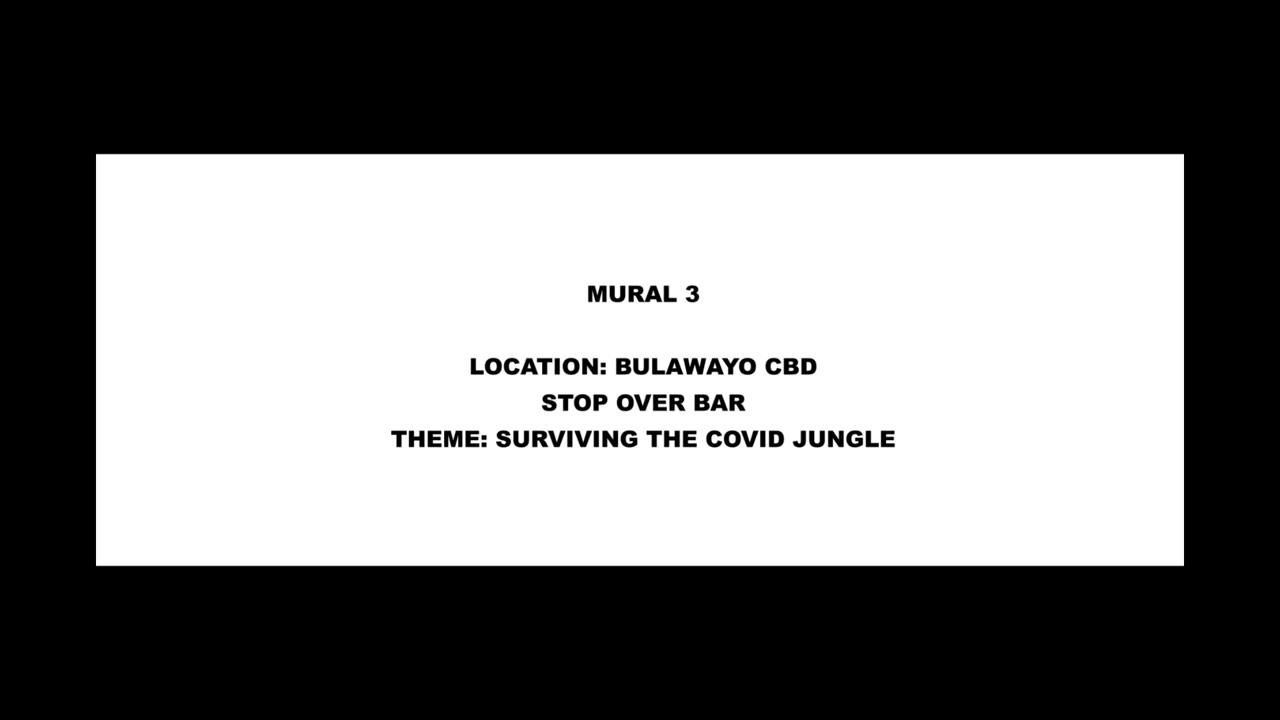 MURAL 3
LOCATION: BULAWAYO CBD
STOP OVER BAR
THEME: SURVIVING THE COVID JUNGLE